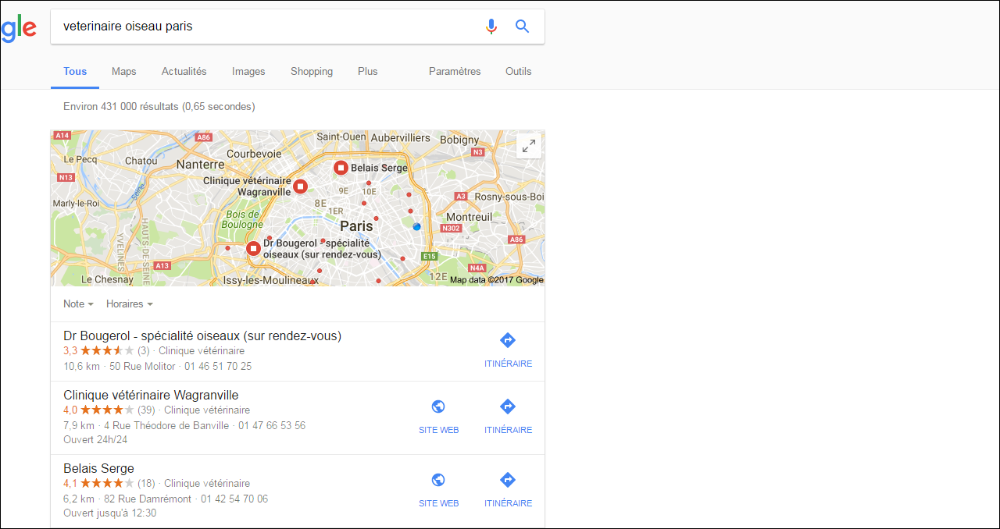 gle
veterinaire oiseau paris
Tous Maps Actualités Images Shopping Plus Paramètres Outils
Environ 431 000 résultats (0,65 secondes)
A14
A86
Saint-Ouen
Aubervilliers
Bobigny
N3
Le Pecq
Chatou
Courbevoie
Nanterre
Belais Serge
N13
Seine
Clinique vétérinaire
Wagranville
9E
10E
A3
Rosny-sous-Boi
Marly-le-Roi
8E
1ER
Bois de
Boulogne
Montreuil
Paris
N302
YVELINES
HAUTS-DE-SEINE
A86
Dr Bougerol - spécialité
oiseaux (sur rendez-vous)
E15
A13
N4A
Le Chesnay
Issy-les-Moulineaux
12E
Map data ©2017 Google
Note Horaires
Dr Bougerol - spécialité oiseaux (sur rendez-vous)
3,3 (3) · Clinique vétérinaire
10,6 km · 50 Rue Molitor · 01 46 51 70 25
ITINÉRAIRE
Clinique vétérinaire Wagranville
4,0 (39) · Clinique vétérinaire
7,9 km · 4 Rue Théodore de Banville · 01 47 66 53 56
Ouvert 24h/24
SITE WEB ITINÉRAIRE
Belais Serge
4,1 (18) · Clinique vétérinaire
6,2 km · 82 Rue Damrémont · 01 42 54 70 06
Ouvert jusqu'à 12:30
SITE WEB ITINÉRAIRE